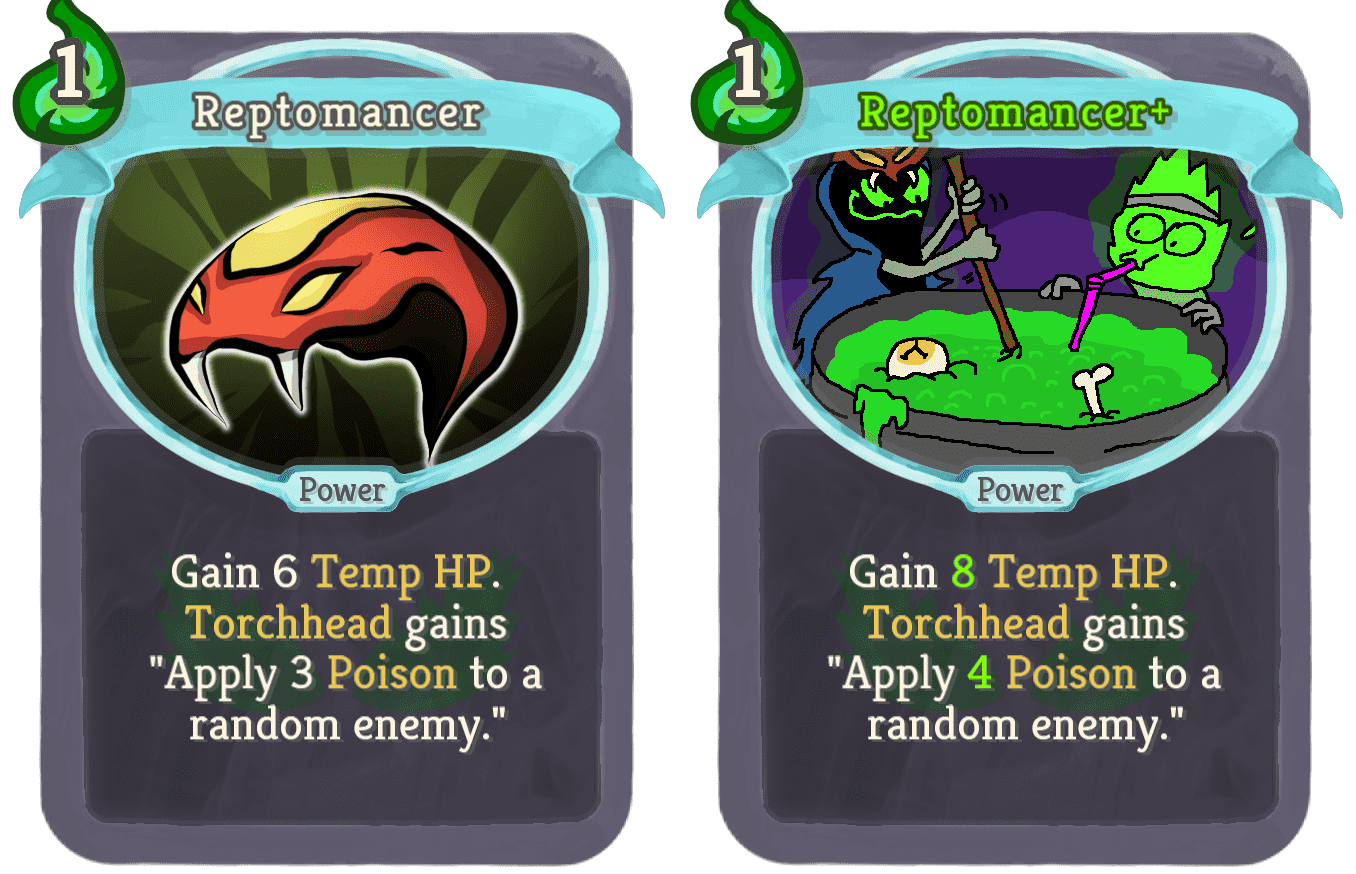 1
Reptomancer
Power
Gain 6 Temp HP.
Torchhead gains
"Apply 3 Poison to a
random enemy."
1
Reptomancer+
Power
Gain 8 Temp HP.
Torchhead gains
"Apply 4 Poison to a
random enemy."